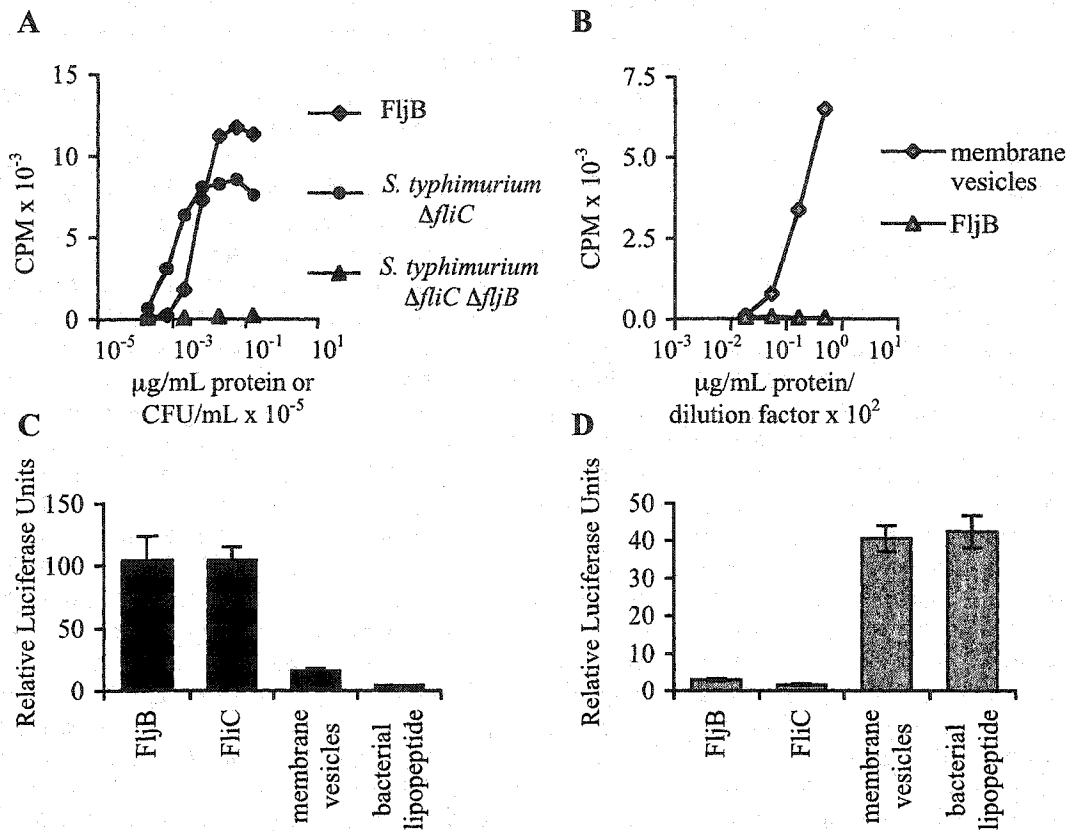 A
15
10
5
0
CPM x 10-3
10-5
10-3
10-1
101
μg/mL protein or
CFU/mL x 10-5
FljB
S. typhimurium
ΔfliC
S. typhimurium
ΔfliC ΔfljB
B
7.5
5.0
2.5
0.0
CPM x 10-3
10-3
10-2
10-1
100
101
μg/mL protein/
dilution factor x 102
membrane
vesicles
FljB
C
Relative Luciferase Units
150
100
50
0
FljB
FliC
membrane
vesicles
bacterial
lipopeptide
D
Relative Luciferase Units
50
40
30
20
10
0
FljB
FliC
membrane
vesicles
bacterial
lipopeptide